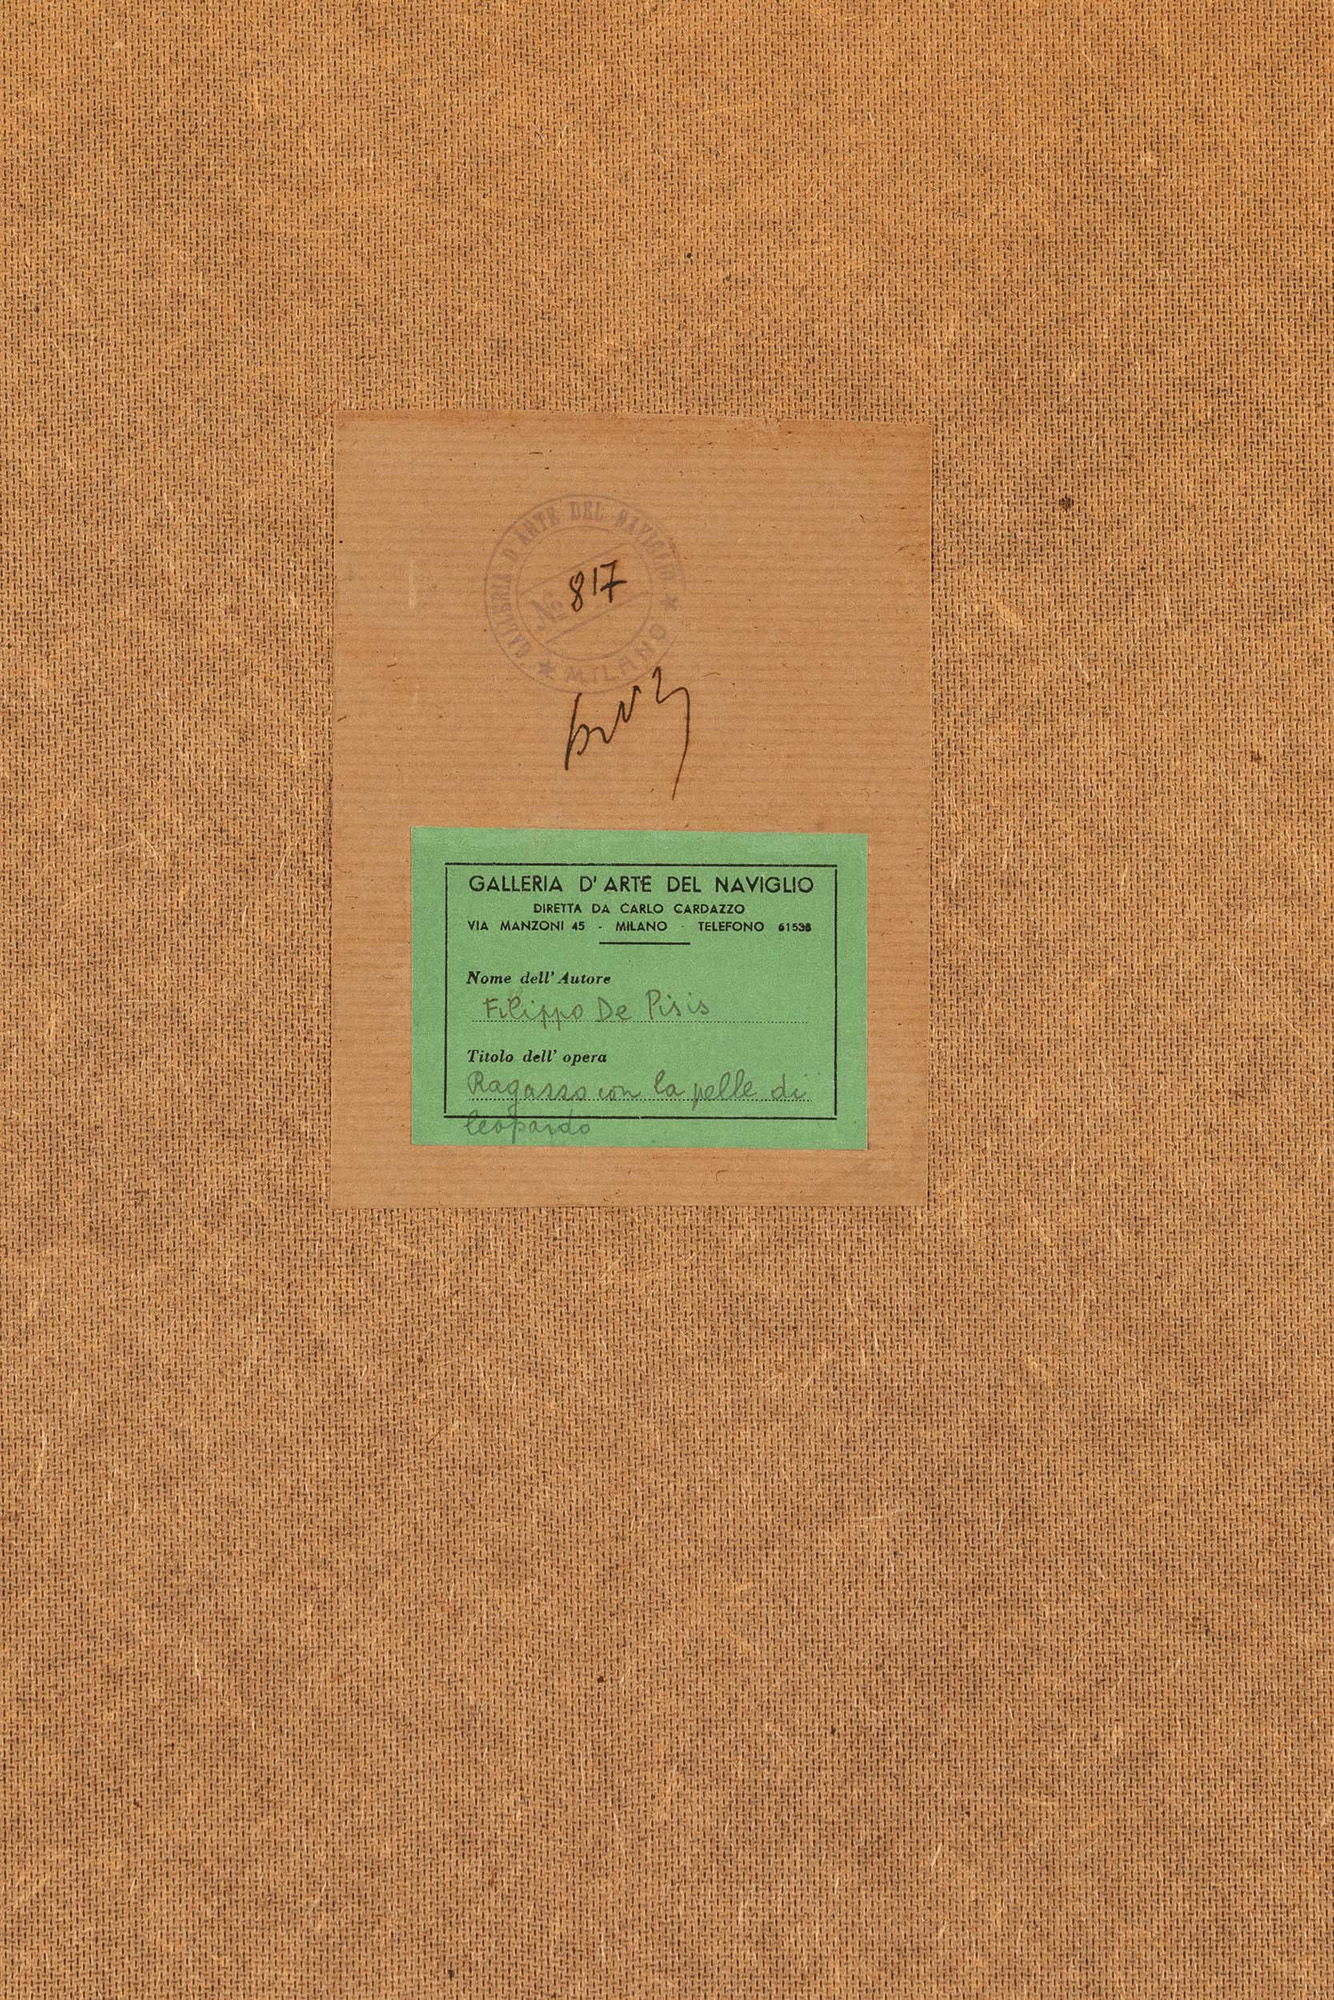 GALLERIA D'ARTE DEL NAVIGLIO
No 817
MILANO
GALLERIA D'ARTE DEL NAVIGLIO
DIRETTA DA CARLO CARDAZZO
VIA MANZONI 45 - MILANO - TELEFONO 61538
Nome dell'Autore
Filippo De Pisis
Titolo dell'opera
Ragazzo con la pelle di
leopardo